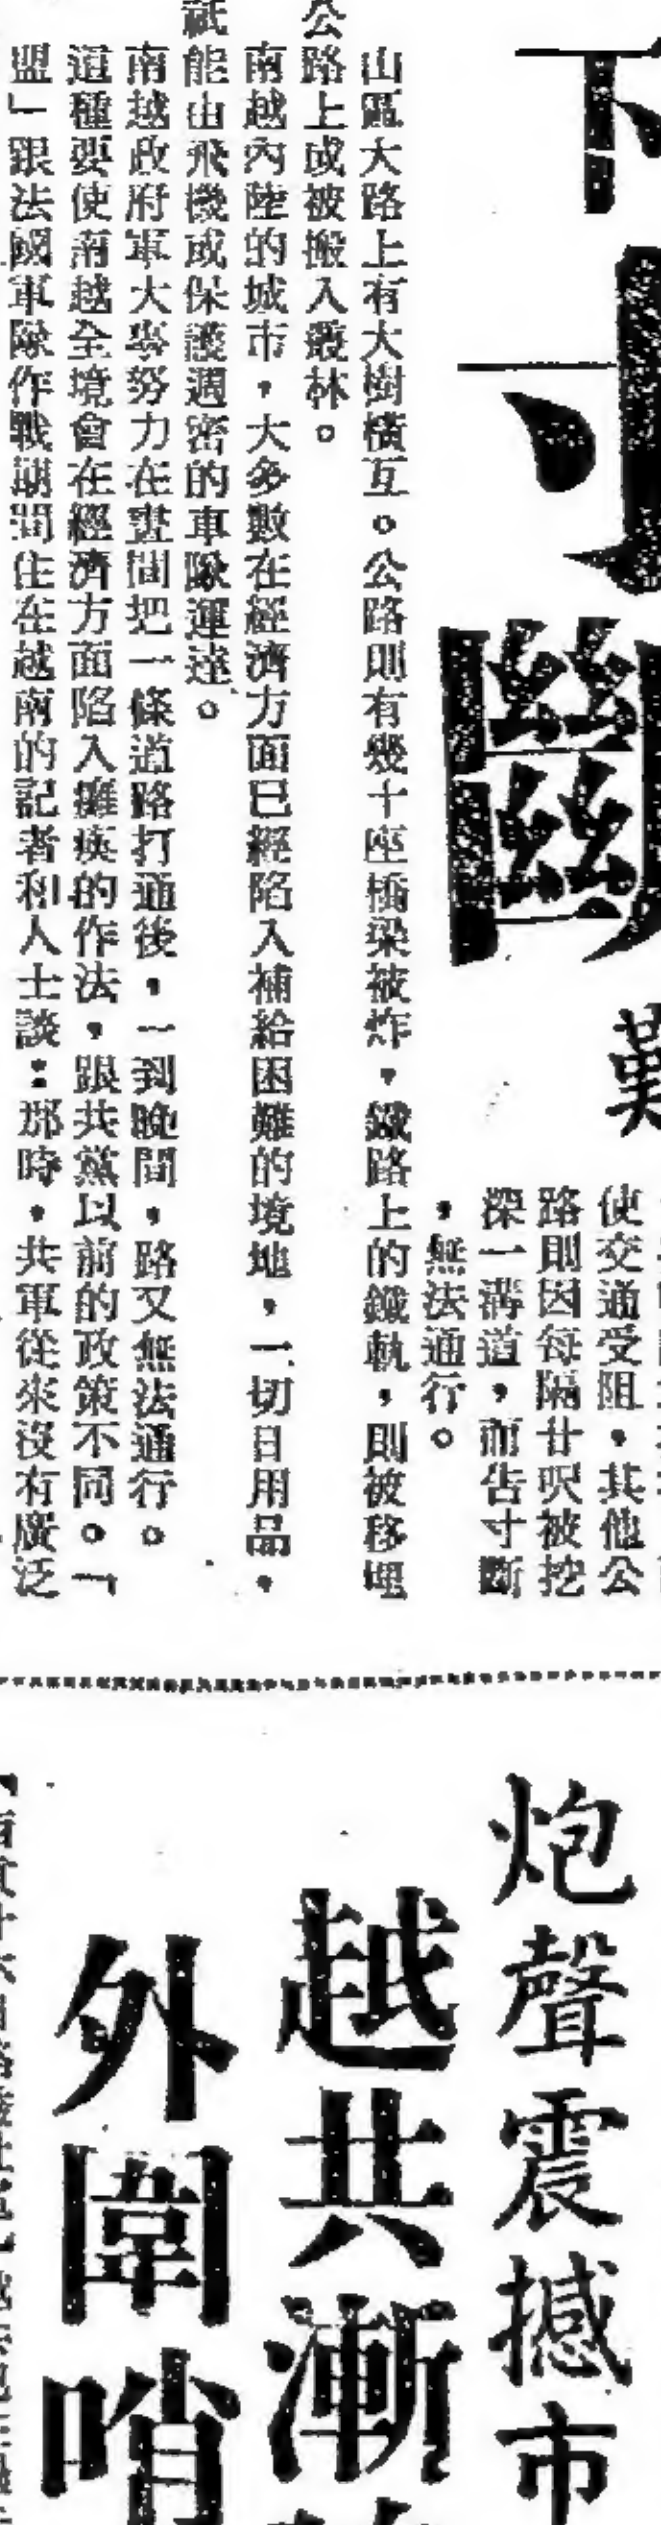 下寸斷
難
使交通受阻,其他公
路則因每隔廿呎被挖
深一溝道,而告寸斷
,無法通行。
山區大路上有大樹橫互。公路則有幾十座橋梁被炸,鐵路上的鐵軌,則被移埋
公路上或被搬入叢林。
南越內陸的城市,大多數在經濟方面已經陷入補給困難的境地,一切日用品,
祇能由飛機或保護週密的車隊運達。
南越政府軍大舉努力在晝間把一條道路打通後,一到晚間,路又無法通行。
這種要使南越全境會在經濟方面陷入癱瘓的作法,跟共黨以前的政策不同。「
盟」跟法國軍隊作戰期間住在越南的記者和人士談:那時,共軍從來沒有廣泛
炮聲震撼市
越共漸
外圍哨